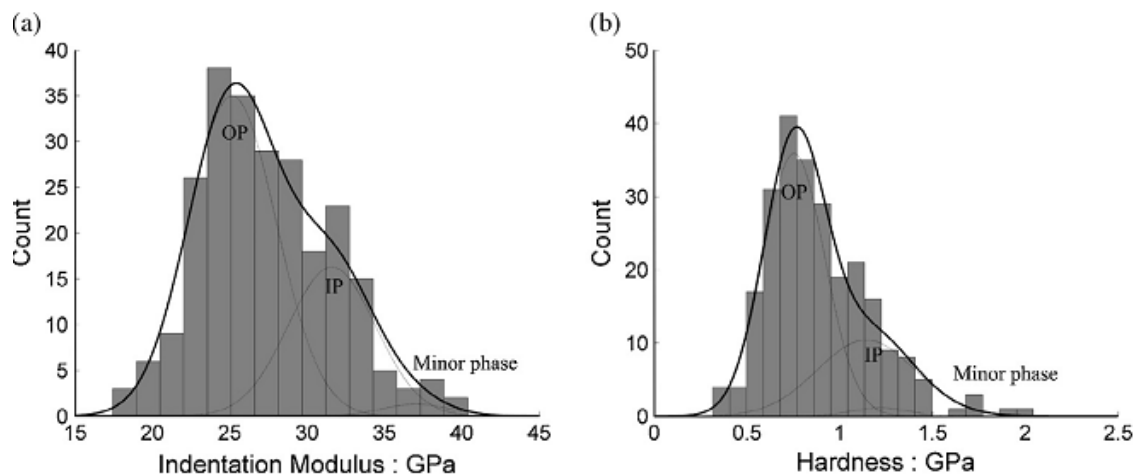 (a)
40
35
30
25
20
15
10
5
0
Count
OP
IP
Minor phase
15 20 25 30 35 40 45
Indentation Modulus : GPa
(b)
50
40
30
20
10
0
Count
OP
IP
Minor phase
0 0.5 1 1.5 2 2.5
Hardness : GPa